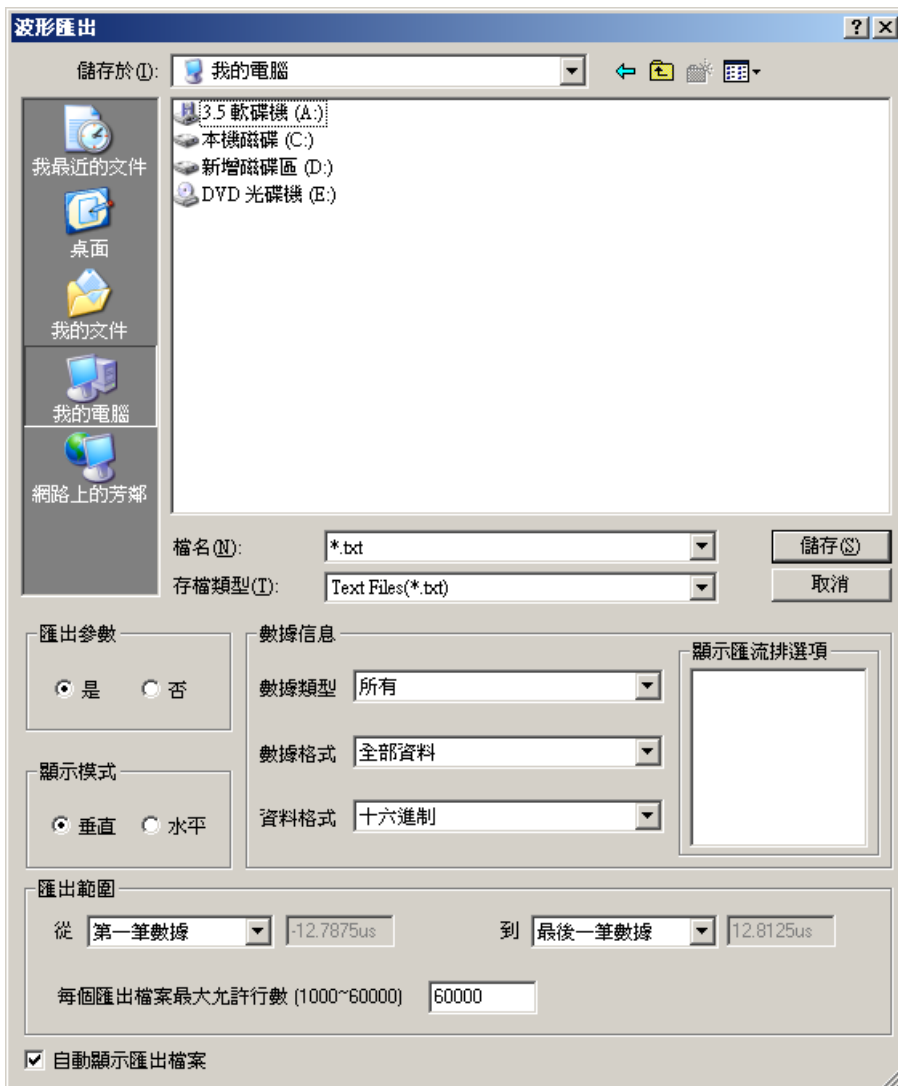 波形匯出
儲存於(I): 我的電腦
3.5 軟碟機 (A:)
本機磁碟 (C:)
新增磁碟區 (D:)
DVD 光碟機 (E:)
我最近的文件
桌面
我的文件
我的電腦
網路上的芳鄰
檔名(N): *.txt 儲存(S)
存檔類型(T): Text Files(*.txt) 取消
匯出參數
是 否
顯示模式
垂直 水平
數據信息
數據類型 所有
數據格式 全部資料
資料格式 十六進制
顯示匯流排選項
匯出範圍
從 第一筆數據 -12.7875us 到 最後一筆數據 12.8125us
每個匯出檔案最大允許行數 (1000~60000) 60000
自動顯示匯出檔案